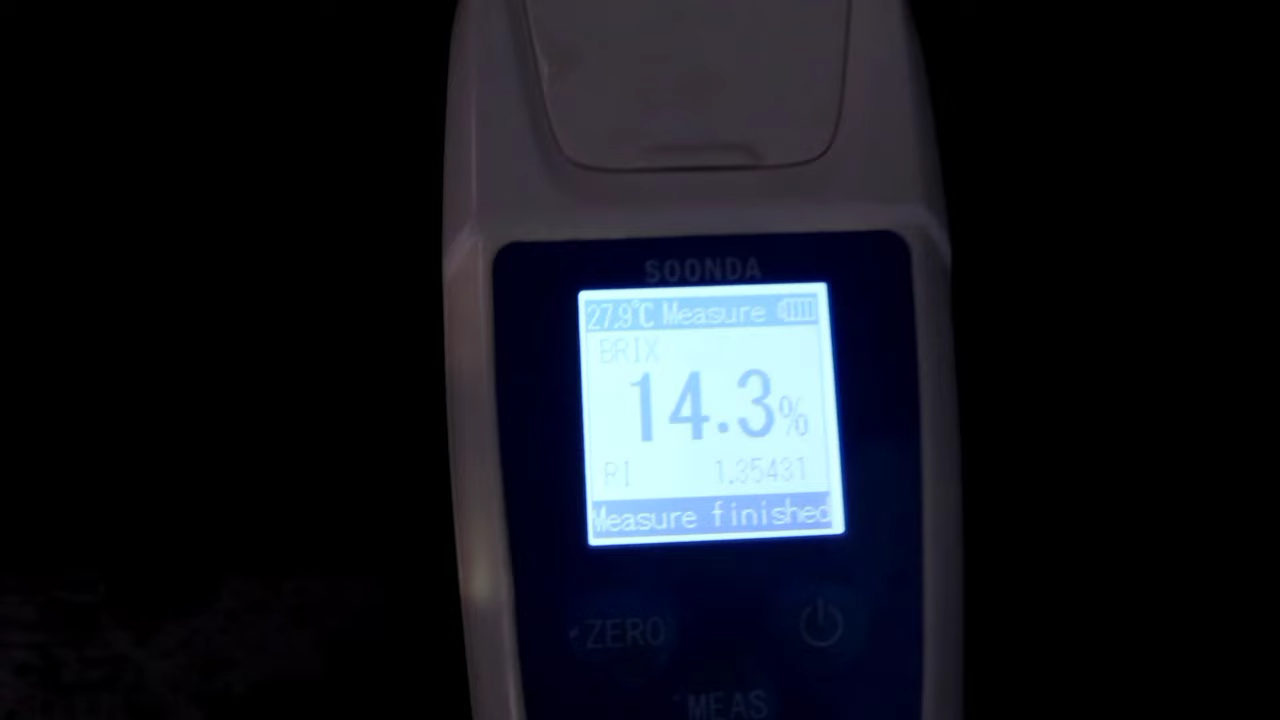 SOONDA
27.9℃ Measure
BRIX
14.3%
RI 1.35431
Measure finished
ZERO
MEAS